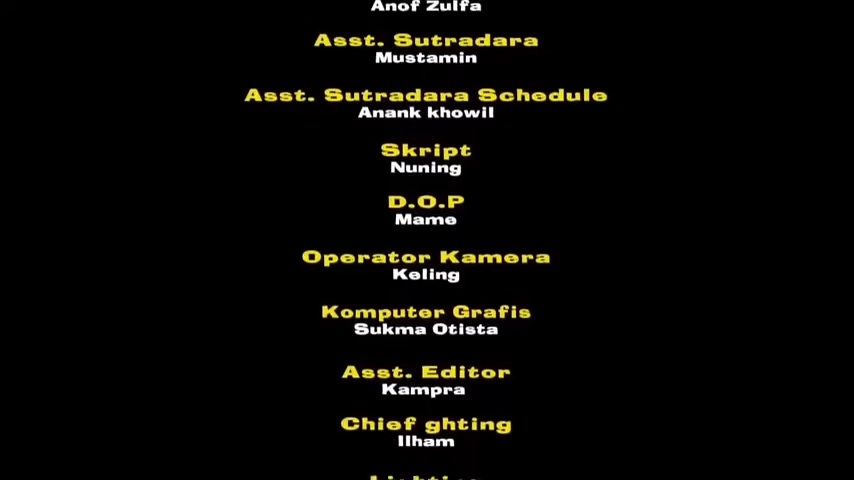 Anof Zulfa
Asst. Sutradara
Mustamin
Asst. Sutradara Schedule
Anank khowil
Skript
Nuning
D.O.P
Mame
Operator Kamera
Keling
Komputer Grafis
Sukma Otista
Asst. Editor
Kampra
Chief ghting
Ilham